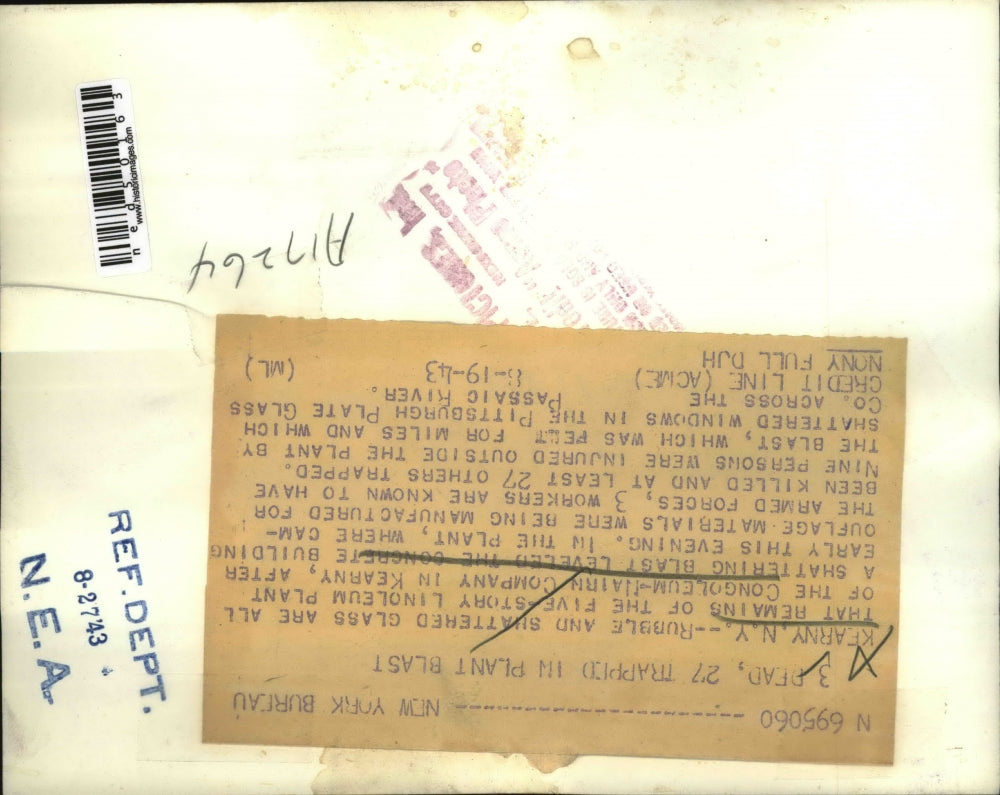 N 695060 ------------------- NEW YORK BUREAU
3 DEAD, 27 TRAPPED IN PLANT BLAST
KEARNY. N.Y.--RUBBLE AND SHATTERED GLASS ARE ALL
THAT REMAINS OF THE FIVE-STORY LINOLEUM PLANT
OF THE CONGOLEUM-NAIRN COMPANY IN KEARNY, AFTER
A SHATTERING BLAST LEVELED THE CONCRETE BUILDING
EARLY THIS EVENING. IN THE PLANT, WHERE CAM-
OUFLAGE MATERIALS WERE BEING MANUFACTURED FOR
THE ARMED FORCES, 3 WORKERS ARE KNOWN TO HAVE
BEEN KILLED AND AT LEAST 27 OTHERS TRAPPED.
NINE PERSONS WERE INJURED OUTSIDE THE PLANT BY
THE BLAST, WHICH WAS FELT FOR MILES AND WHICH
SHATTERED WINDOWS IN THE PITTSBURGH PLATE GLASS
CO. ACROSS THE PASSAIC RIVER.
CREDIT LINE (ACME) 8-19-43 (ML)
NONY FULL DJH
A17264
REF. DEPT.
8-27 43
N.E.A.
ned50163
www.historicimages.com